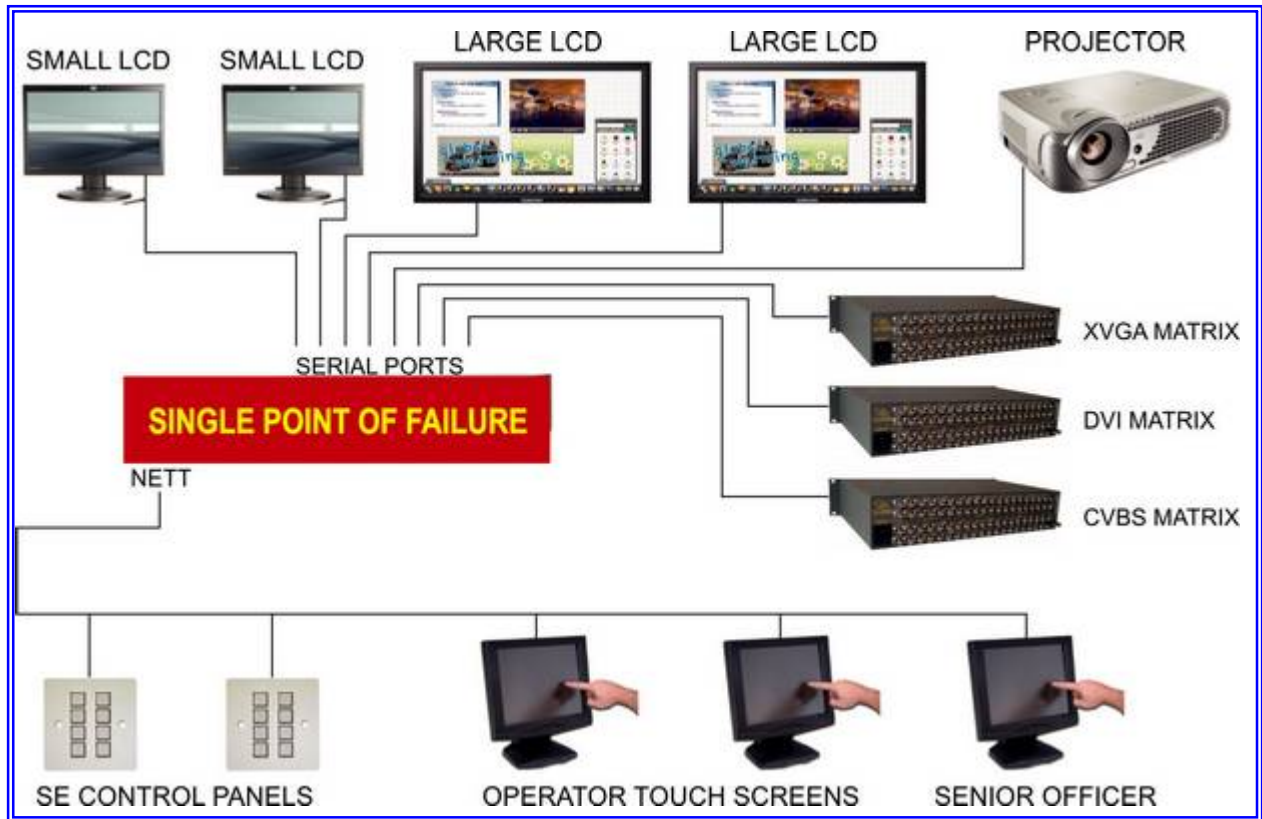 SMALL LCD
SMALL LCD
LARGE LCD
LARGE LCD
PROJECTOR
XVGA MATRIX
DVI MATRIX
CVBS MATRIX
SERIAL PORTS
SINGLE POINT OF FAILURE
NETT
SE CONTROL PANELS
OPERATOR TOUCH SCREENS
SENIOR OFFICER